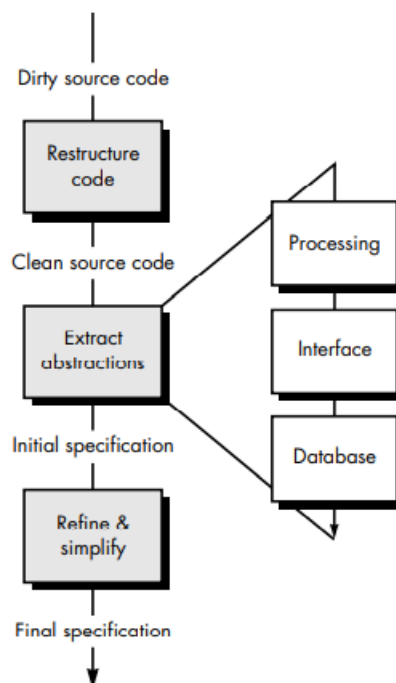 Dirty source code
Restructure
code
Clean source code
Extract
abstractions
Initial specification
Refine &
simplify
Final specification
Processing
Interface
Database